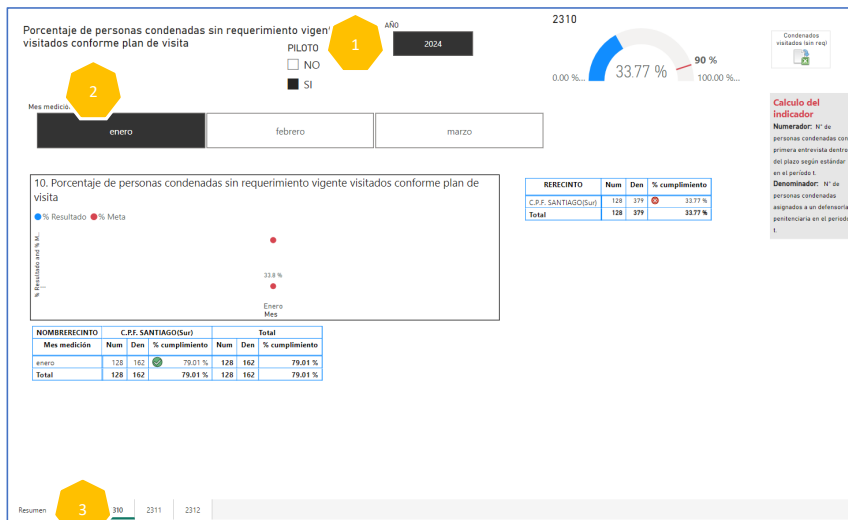 Porcentaje de personas condenadas sin requerimiento vigent
visitados conforme plan de visita
PILOTO
NO
SI
1
AÑO
2024
2310
33.77 %
90 %
0.00 %...
100.00 %...
Condenados
visitados (sin req)
2
Mes medició
enero
febrero
marzo
Calculo del
indicador
Numerador: N° de
personas condenadas con
primera entrevista dentro
del plazo según estándar
en el período t.
Denominador: N° de
personas condenadas
asignados a un defensoría
penitenciaria en el periodo
t.
10. Porcentaje de personas condenadas sin requerimiento vigente visitados conforme plan de
visita
% Resultado % Meta
% Resultado and % M...
33.8 %
Enero
Mes
RERECINTO Num Den % cumplimiento
C.P.F. SANTIAGO(Sur) 128 379 33.77 %
Total 128 379 33.77 %
NOMBRERECINTO C.P.F. SANTIAGO(Sur) Total
Mes medición Num Den % cumplimiento Num Den % cumplimiento
enero 128 162 79.01 % 128 162 79.01 %
Total 128 162 79.01 % 128 162 79.01 %
Resumen 3 310 2311 2312